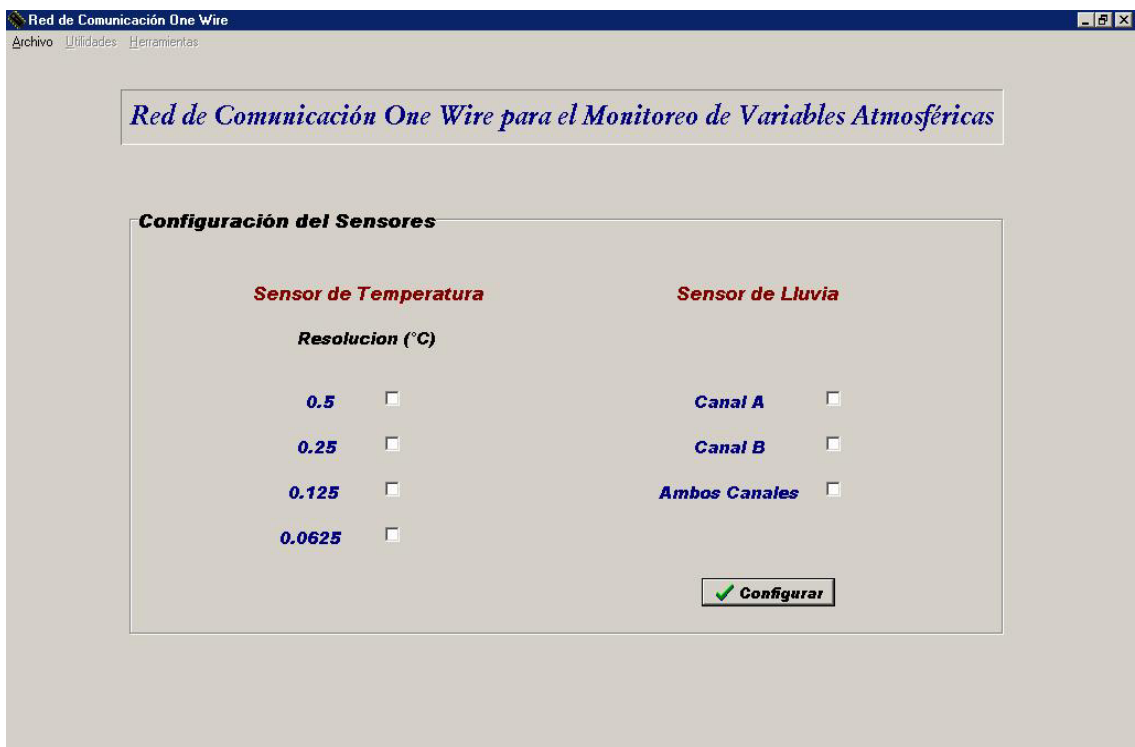 Red de Comunicación One Wire
Archivo Utilidades Herramientas
Red de Comunicación One Wire para el Monitoreo de Variables Atmosféricas
Configuración del Sensores
Sensor de Temperatura
Resolucion (°C)
0.5
0.25
0.125
0.0625
Sensor de Lluvia
Canal A
Canal B
Ambos Canales
Configurar